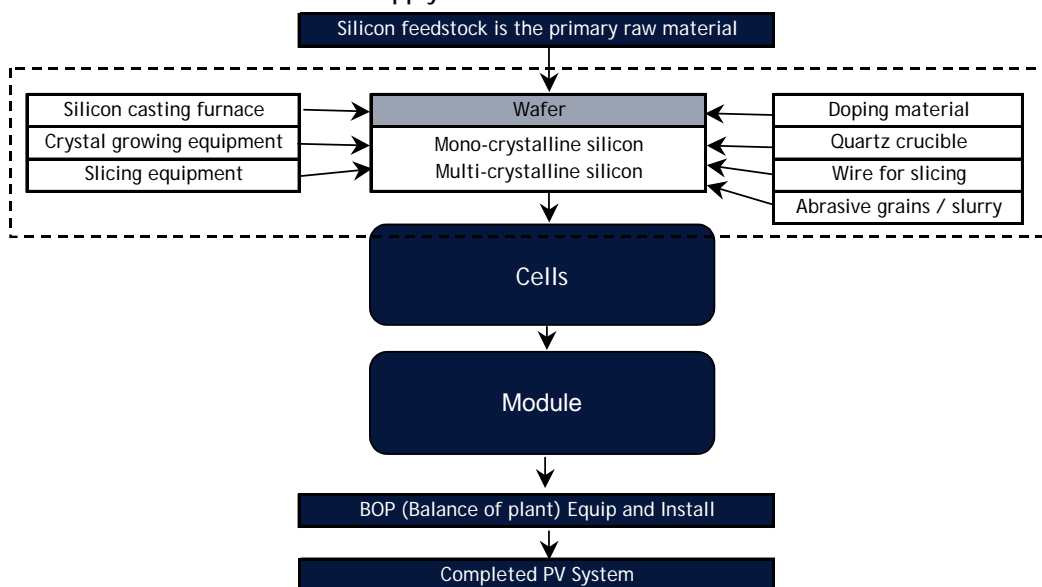 Silicon feedstock is the primary raw material
Silicon casting furnace
Crystal growing equipment
Slicing equipment
Wafer
Mono-crystalline silicon
Multi-crystalline silicon
Doping material
Quartz crucible
Wire for slicing
Abrasive grains / slurry
Cells
Module
BOP (Balance of plant) Equip and Install
Completed PV System